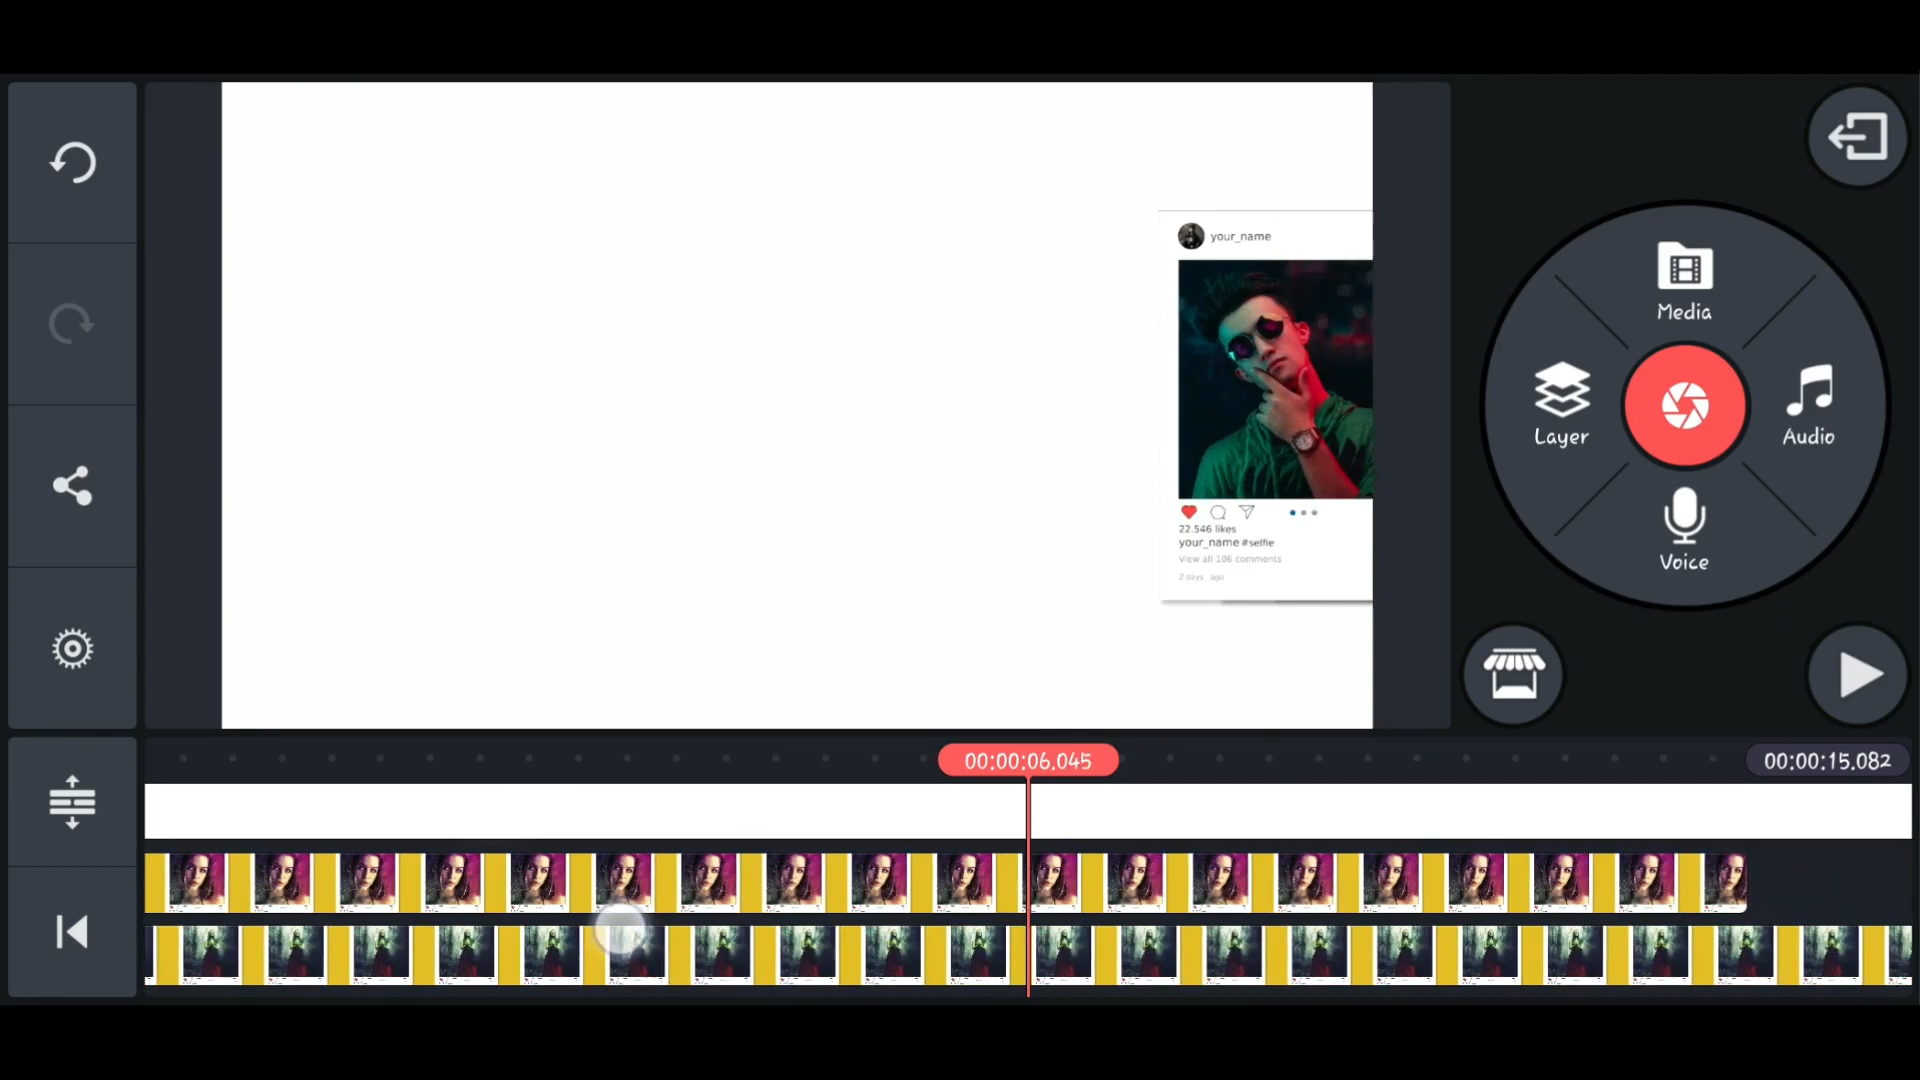 your_name
Media
Layer
Audio
22.546 likes
your_name #selfie
View all 106 comments
2 days ago
Voice
00:00:06.045
00:00:15.082